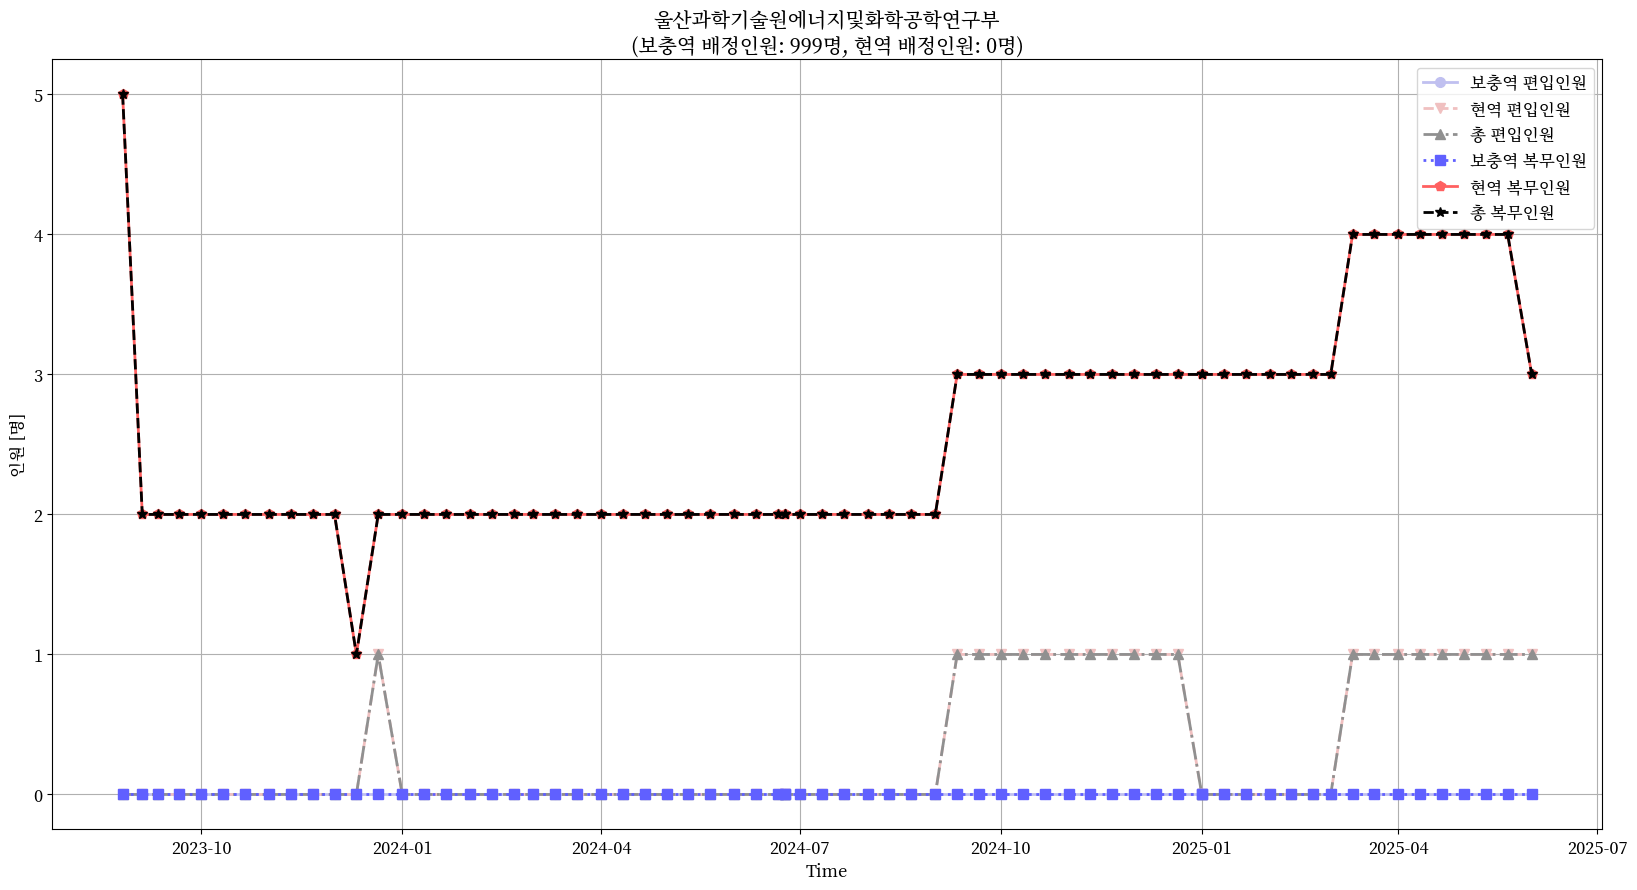 울산과학기술원에너지및화학공학연구부
(보충역 배정인원: 999명, 현역 배정인원: 0명)
보충역 편입인원
현역 편입인원
총 편입인원
보충역 복무인원
현역 복무인원
총 복무인원
인원 [명]
5
4
3
2
1
0
2023-10
2024-01
2024-04
2024-07
2024-10
2025-01
2025-04
2025-07
Time